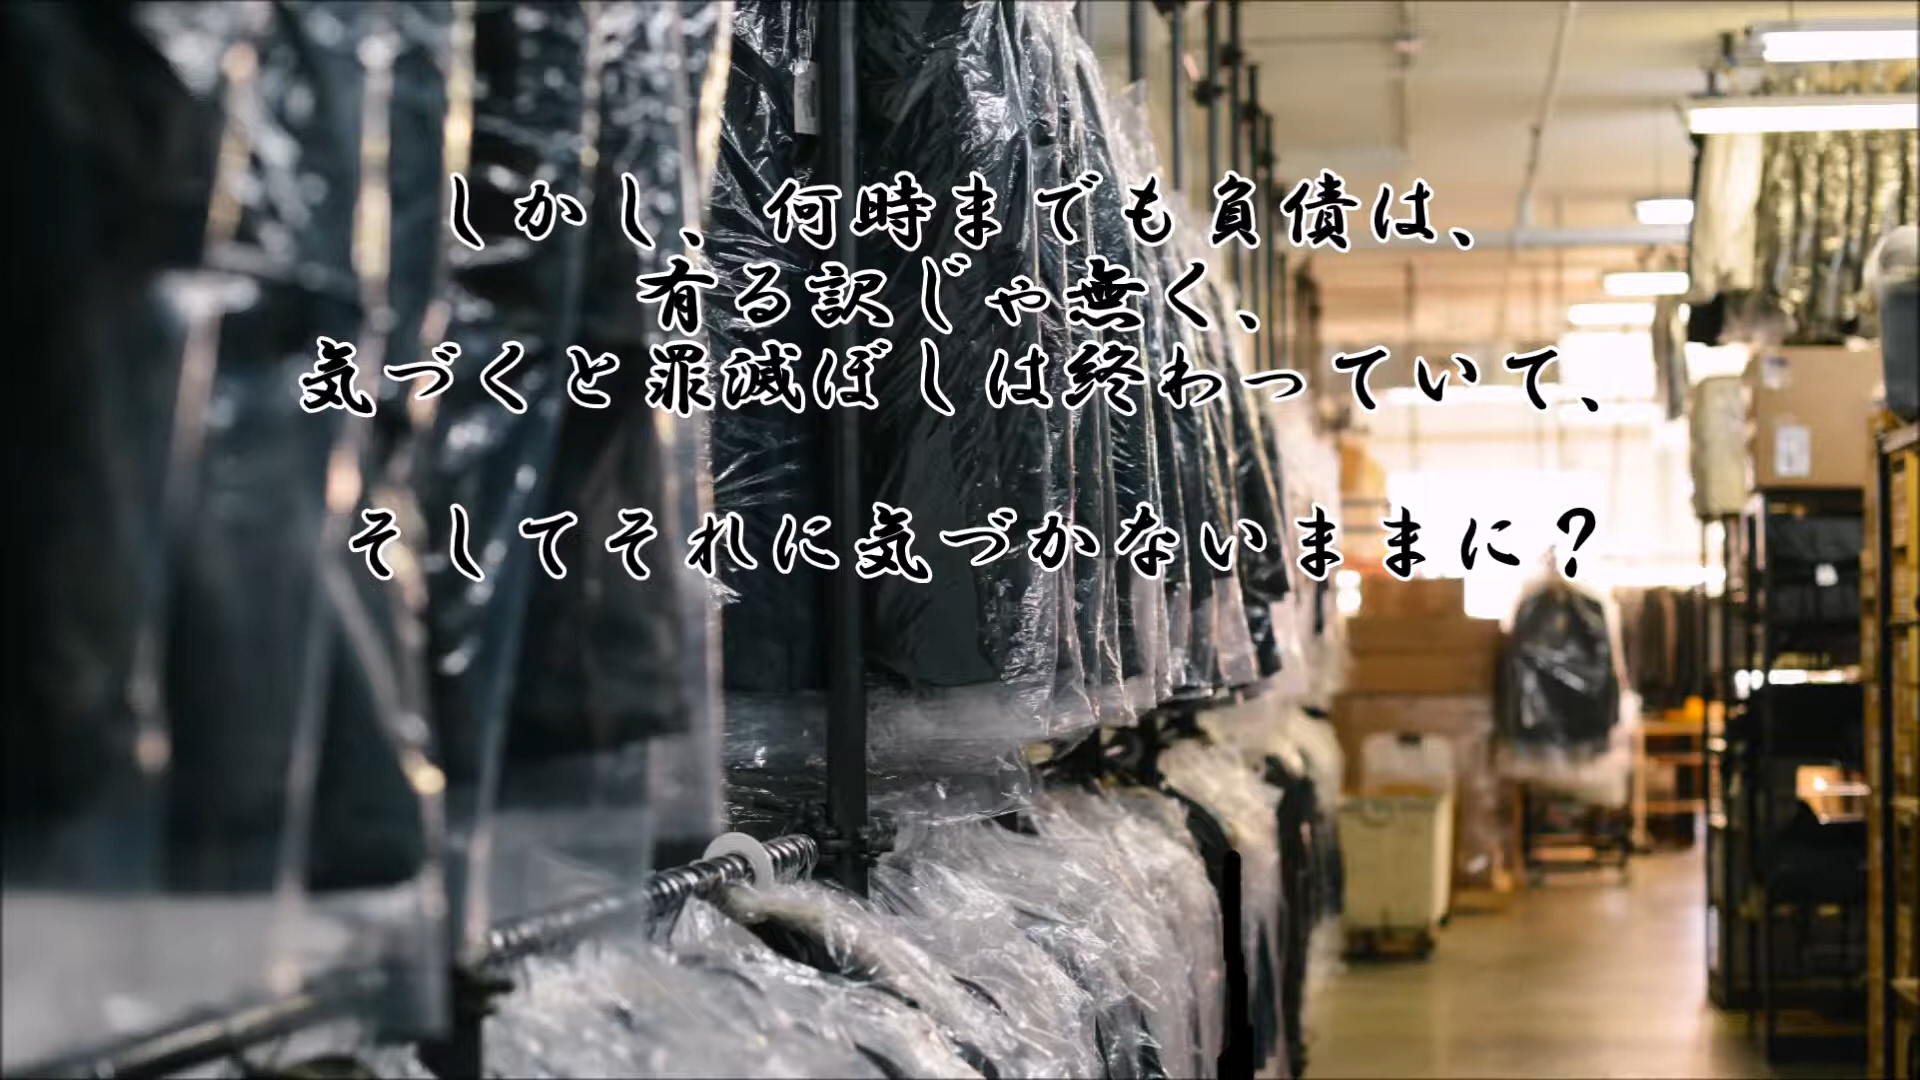 しかし、何時までも負債は、
有る訳じゃ無く、
気づくと罪滅ぼしは終わっていて、
そしてそれに気づかないままに？